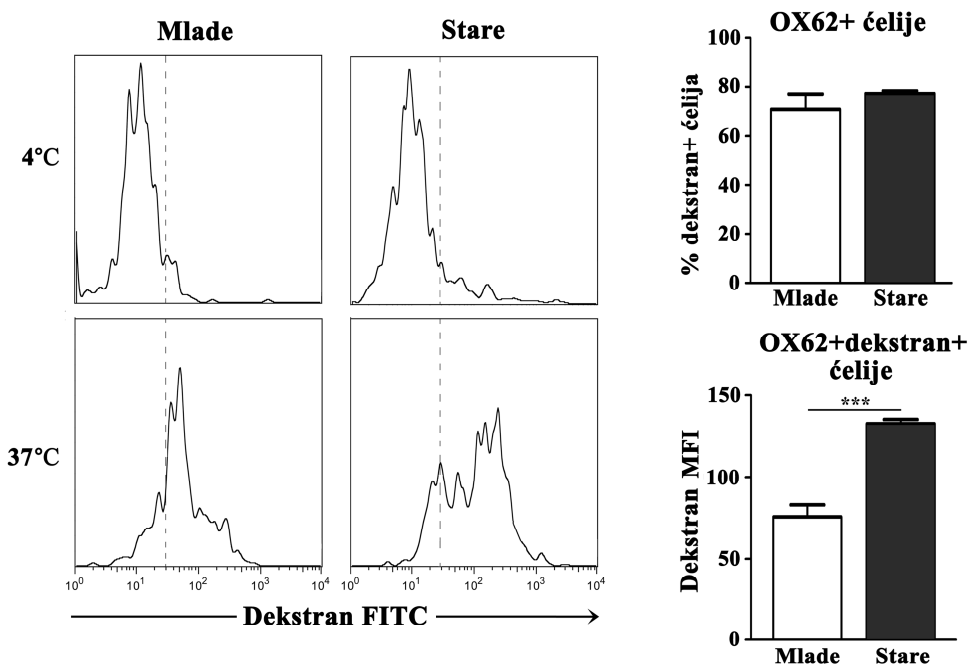 Mlade
Stare
4°C
37°C
10⁰ 10¹ 10² 10³ 10⁴
10⁰ 10¹ 10² 10³ 10⁴
Dekstran FITC
OX62+ ćelije
% dekstran+ ćelija
100
80
60
40
20
0
Mlade Stare
OX62+dekstran+
ćelije
***
Dekstran MFI
150
100
50
0
Mlade Stare